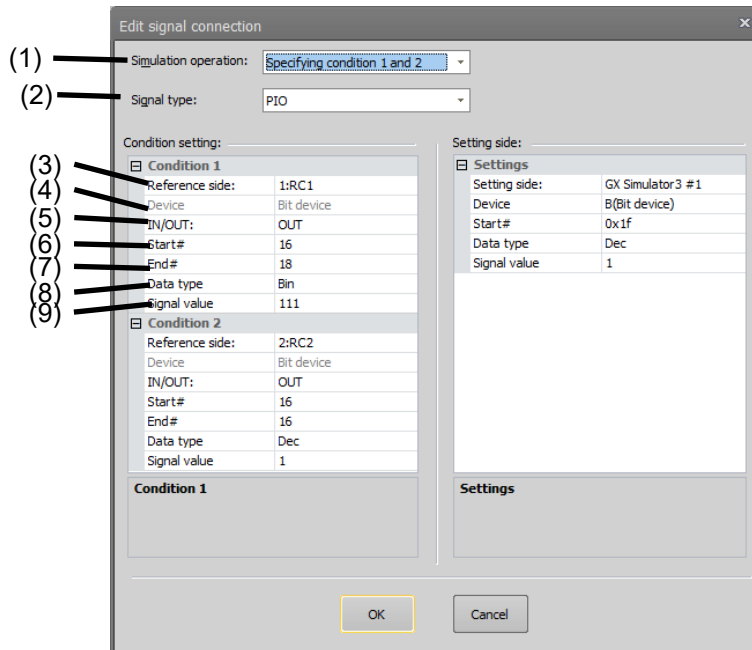 Edit signal connection x
(1) Simulation operation: Specifying condition 1 and 2
(2) Signal type: PIO
Condition setting:
Condition 1
(3) Reference side: 1:RC1
(4) Device Bit device
(5) IN/OUT: OUT
(6) Start# 16
(7) End# 18
(8) Data type Bin
(9) Signal value 111
Condition 2
Reference side: 2:RC2
Device Bit device
IN/OUT: OUT
Start# 16
End# 16
Data type Dec
Signal value 1
Condition 1
Setting side:
Settings
Setting side: GX Simulator3 #1
Device B(Bit device)
Start# 0x1f
Data type Dec
Signal value 1
Settings
OK Cancel